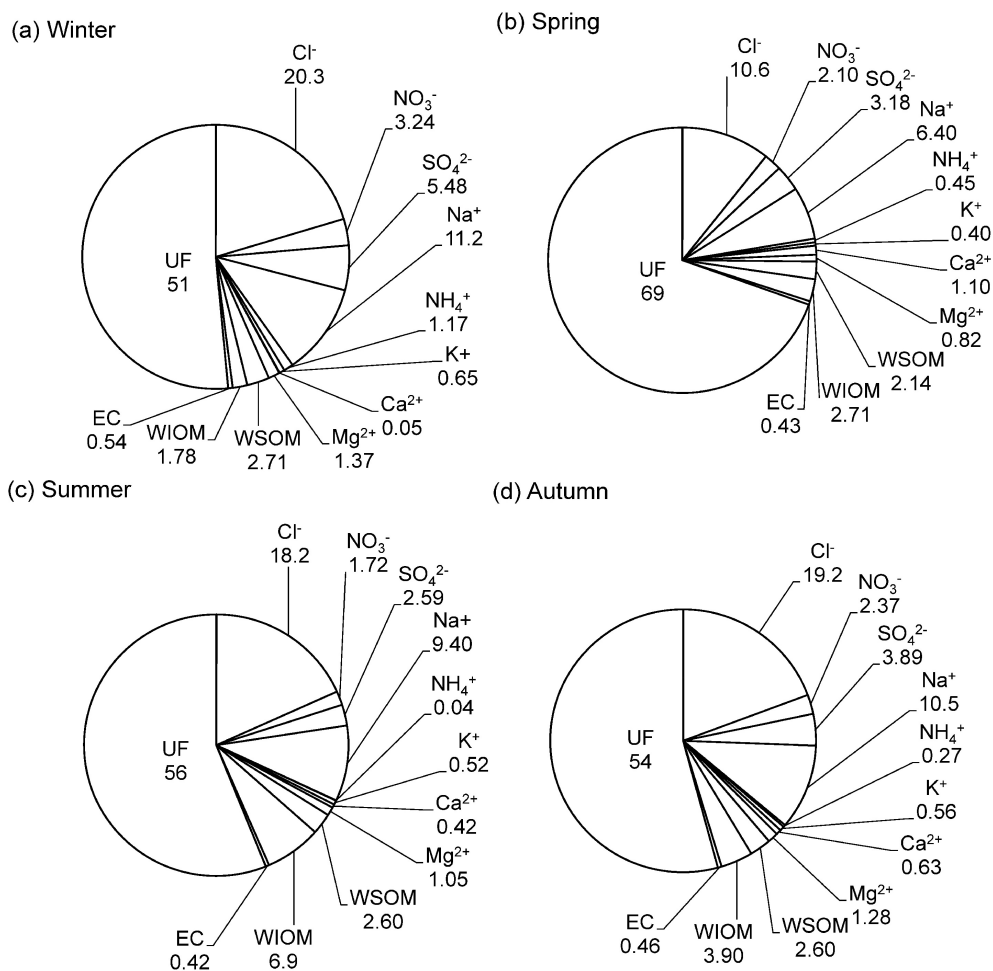 (a) Winter
Cl⁻
20.3
NO₃⁻
3.24
SO₄²⁻
5.48
Na⁺
11.2
NH₄⁺
1.17
K+
0.65
Ca²⁺
0.05
Mg²⁺
1.37
WSOM
2.71
WIOM
1.78
EC
0.54
UF
51
(b) Spring
Cl⁻
10.6
NO₃⁻
2.10
SO₄²⁻
3.18
Na⁺
6.40
NH₄⁺
0.45
K⁺
0.40
Ca²⁺
1.10
Mg²⁺
0.82
WSOM
2.14
WIOM
2.71
EC
0.43
UF
69
(c) Summer
Cl⁻
18.2
NO₃⁻
1.72
SO₄²⁻
2.59
Na+
9.40
NH₄⁺
0.04
K⁺
0.52
Ca²⁺
0.42
Mg²⁺
1.05
WSOM
2.60
WIOM
6.9
EC
0.42
UF
56
(d) Autumn
Cl⁻
19.2
NO₃⁻
2.37
SO₄²⁻
3.89
Na⁺
10.5
NH₄⁺
0.27
K⁺
0.56
Ca²⁺
0.63
Mg²⁺
1.28
WSOM
2.60
WIOM
3.90
EC
0.46
UF
54